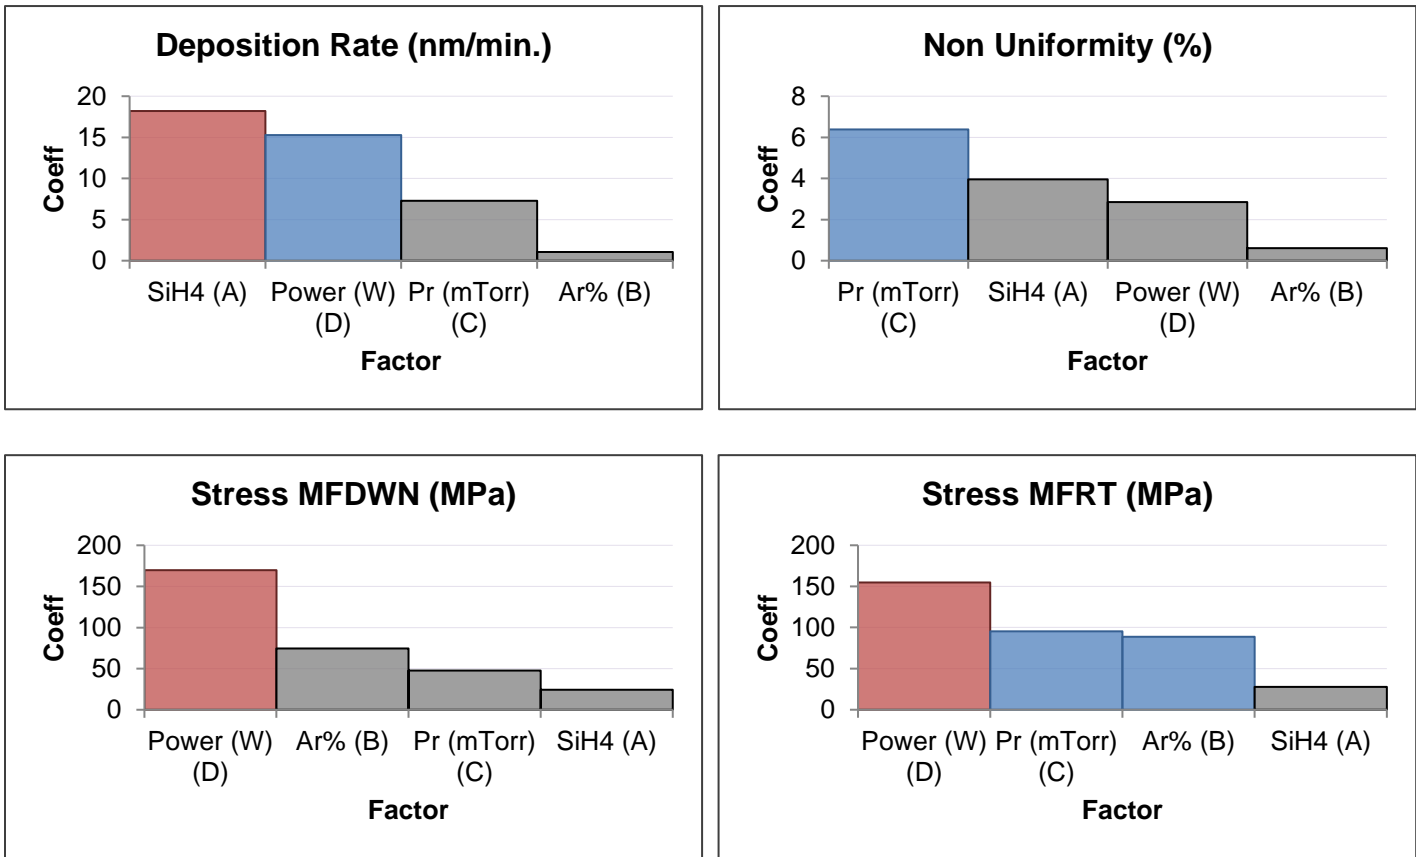 Deposition Rate (nm/min.)
20
15
10
5
0
Coeff
SiH4 (A)
Power (W)
(D)
Pr (mTorr)
(C)
Ar% (B)
Factor
Non Uniformity (%)
8
6
4
2
0
Coeff
Pr (mTorr)
(C)
SiH4 (A)
Power (W)
(D)
Ar% (B)
Factor
Stress MFDWN (MPa)
200
150
100
50
0
Coeff
Power (W)
(D)
Ar% (B)
Pr (mTorr)
(C)
SiH4 (A)
Factor
Stress MFRT (MPa)
200
150
100
50
0
Coeff
Power (W)
(D)
Pr (mTorr)
(C)
Ar% (B)
SiH4 (A)
Factor